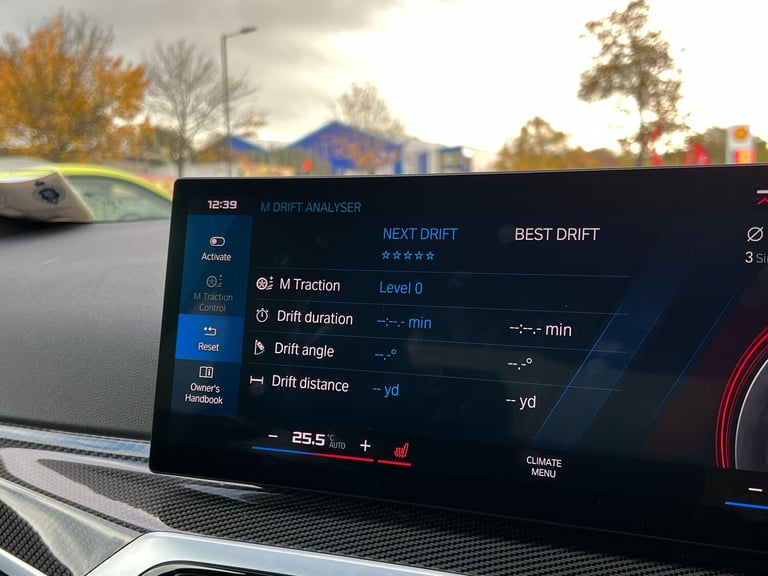 12:39
M DRIFT ANALYSER
NEXT DRIFT
BEST DRIFT
Activate
M Traction
Control
Reset
Owner's
Handbook
M Traction
Level 0
Drift duration
--:--.- min
--:--.- min
Drift angle
--.-°
--.-°
Drift distance
-- yd
-- yd
3
- 25.5 °C
AUTO
+
CLIMATE
MENU